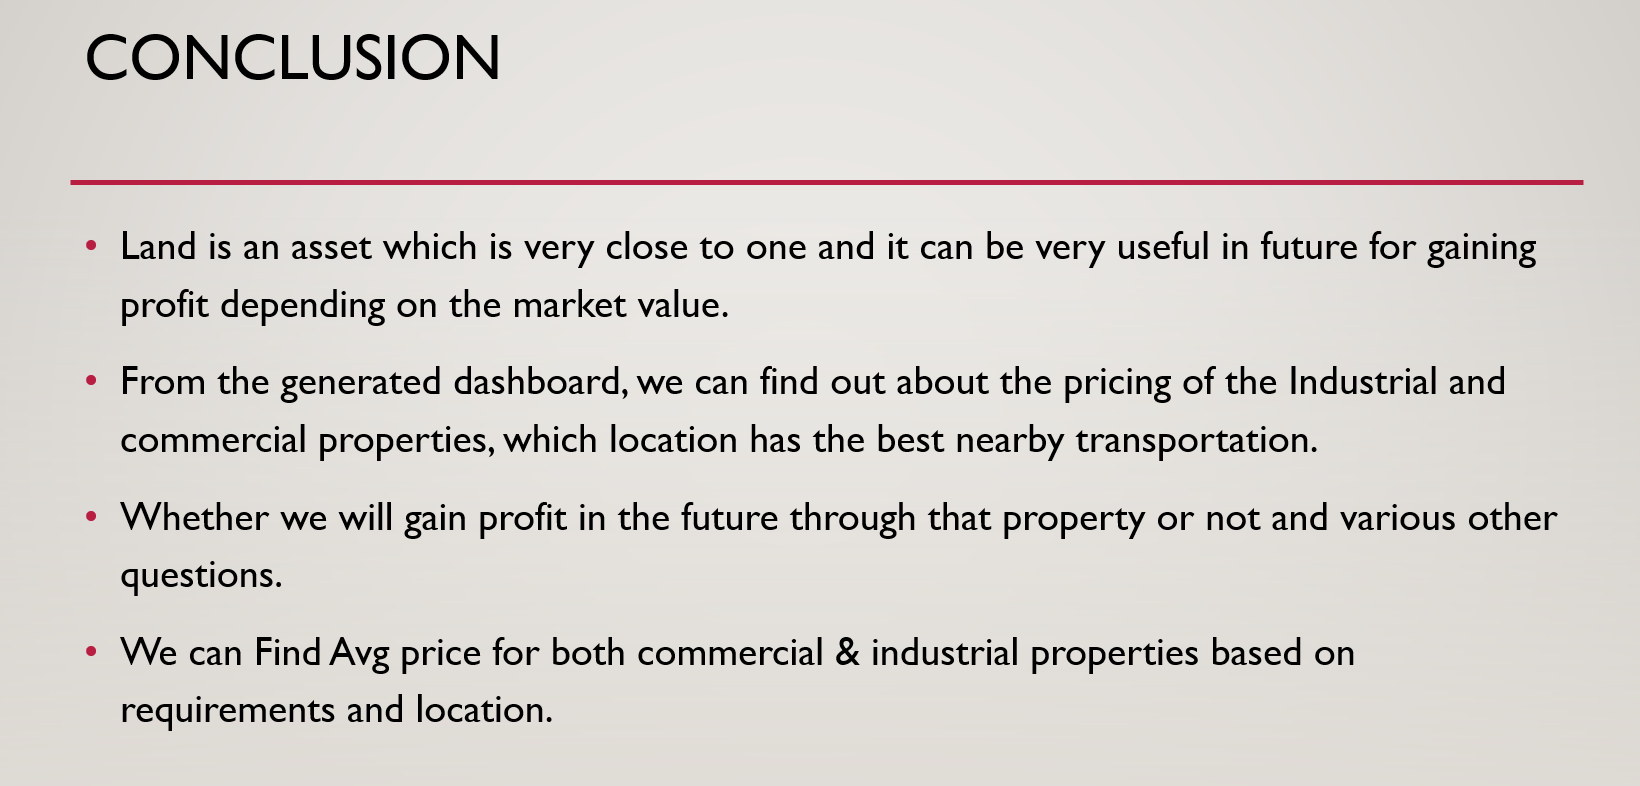 CONCLUSION
• Land is an asset which is very close to one and it can be very useful in future for gaining
profit depending on the market value.
• From the generated dashboard, we can find out about the pricing of the Industrial and
commercial properties, which location has the best nearby transportation.
• Whether we will gain profit in the future through that property or not and various other
questions.
• We can Find Avg price for both commercial & industrial properties based on
requirements and location.